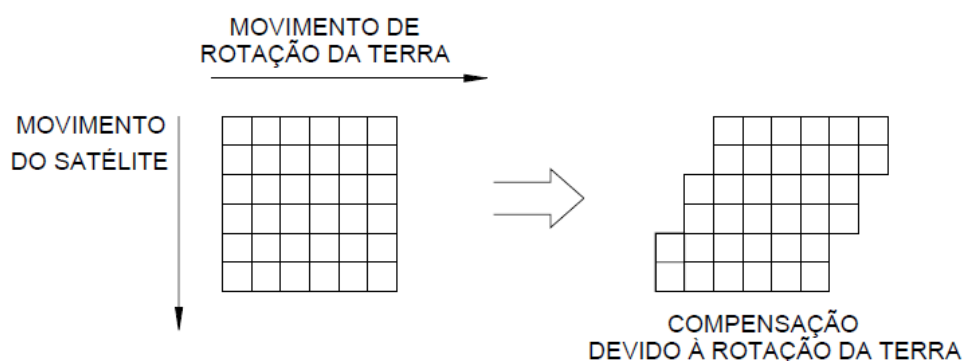 MOVIMENTO DE
ROTAÇÃO DA TERRA
MOVIMENTO
DO SATÉLITE
COMPENSAÇÃO
DEVIDO À ROTAÇÃO DA TERRA